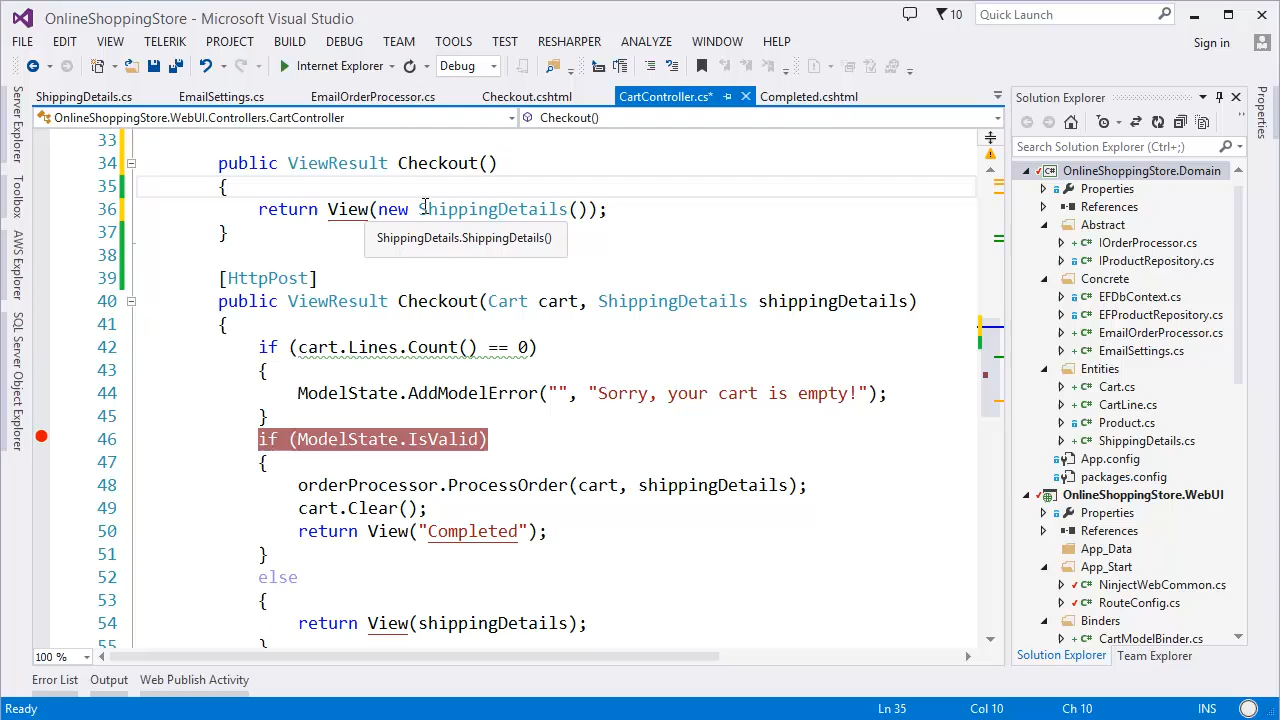 OnlineShoppingStore - Microsoft Visual Studio
10
Quick Launch (Ctrl+Q)
FILE EDIT VIEW TELERIK PROJECT BUILD DEBUG TEAM TOOLS TEST RESHARPER ANALYZE WINDOW HELP
Sign in
Internet Explorer
Debug
ShippingDetails.cs EmailSettings.cs EmailOrderProcessor.cs Checkout.cshtml CartController.cs* Completed.cshtml
OnlineShoppingStore.WebUI.Controllers.CartController
Checkout()
Server Explorer
Toolbox
AWS Explorer
SQL Server Object Explorer
33
34 public ViewResult Checkout()
35 {
36 return View(new ShippingDetails());
37 }
ShippingDetails.ShippingDetails()
38
39 [HttpPost]
40 public ViewResult Checkout(Cart cart, ShippingDetails shippingDetails)
41 {
42 if (cart.Lines.Count() == 0)
43 {
44 ModelState.AddModelError("", "Sorry, your cart is empty!");
45 }
46 if (ModelState.IsValid)
47 {
48 orderProcessor.ProcessOrder(cart, shippingDetails);
49 cart.Clear();
50 return View("Completed");
51 }
52 else
53 {
54 return View(shippingDetails);
55 }
100 %
Solution Explorer
Search Solution Explorer (Ctrl+;)
OnlineShoppingStore.Domain
Properties
References
Abstract
IOrderProcessor.cs
IProductRepository.cs
Concrete
EFDbContext.cs
EFProductRepository.cs
EmailOrderProcessor.cs
EmailSettings.cs
Entities
Cart.cs
CartLine.cs
Product.cs
ShippingDetails.cs
App.config
packages.config
OnlineShoppingStore.WebUI
Properties
References
App_Data
App_Start
NinjectWebCommon.cs
RouteConfig.cs
Binders
CartModelBinder.cs
Solution Explorer Team Explorer
Properties
Error List Output Web Publish Activity
Ready
Ln 35 Col 10 Ch 10 INS